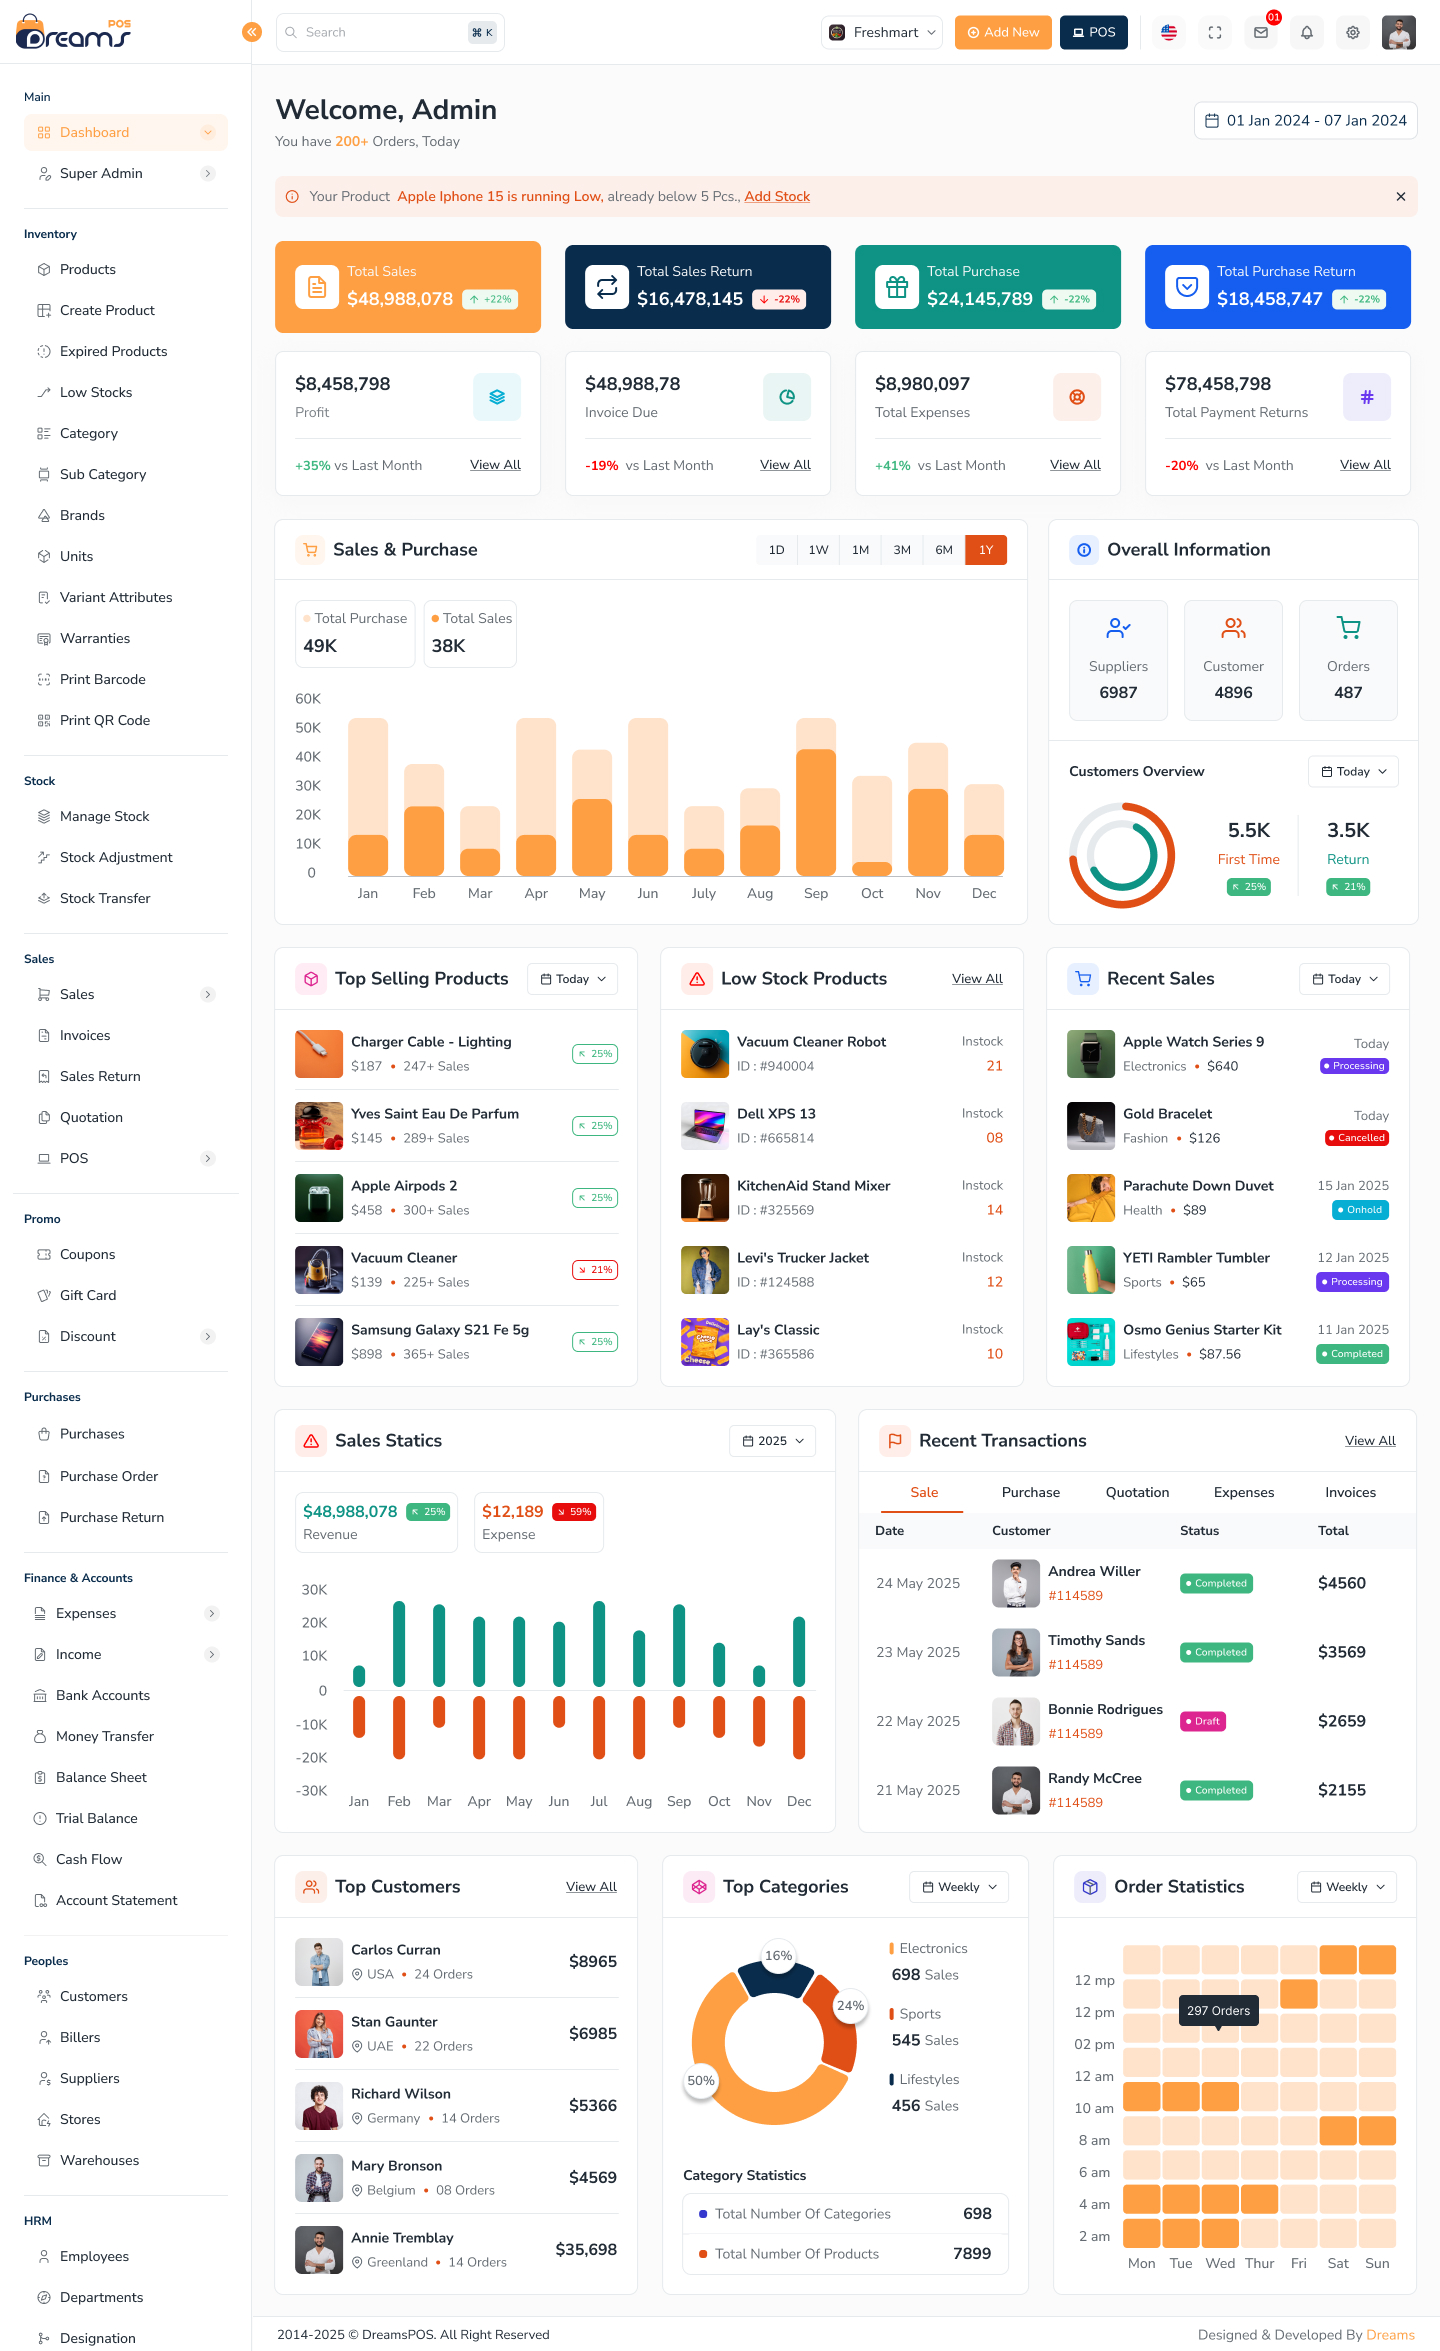 Dreams POS
Search
⌘ K
Freshmart
Add New
POS
01
Main
Dashboard
Super Admin
Inventory
Products
Create Product
Expired Products
Low Stocks
Category
Sub Category
Brands
Units
Variant Attributes
Warranties
Print Barcode
Print QR Code
Stock
Manage Stock
Stock Adjustment
Stock Transfer
Sales
Sales
Invoices
Sales Return
Quotation
POS
Promo
Coupons
Gift Card
Discount
Purchases
Purchases
Purchase Order
Purchase Return
Finance & Accounts
Expenses
Income
Bank Accounts
Money Transfer
Balance Sheet
Trial Balance
Cash Flow
Account Statement
Peoples
Customers
Billers
Suppliers
Stores
Warehouses
HRM
Employees
Departments
Designation
Welcome, Admin
You have 200+ Orders, Today
01 Jan 2024 - 07 Jan 2024
Your Product Apple Iphone 15 is running Low, already below 5 Pcs., Add Stock
Total Sales
$48,988,078 +22%
Total Sales Return
$16,478,145 -22%
Total Purchase
$24,145,789 -22%
Total Purchase Return
$18,458,747 -22%
$8,458,798
Profit
+35% vs Last Month View All
$48,988,78
Invoice Due
-19% vs Last Month View All
$8,980,097
Total Expenses
+41% vs Last Month View All
$78,458,798
Total Payment Returns
-20% vs Last Month View All
Sales & Purchase
1D 1W 1M 3M 6M 1Y
Total Purchase
49K
Total Sales
38K
60K
50K
40K
30K
20K
10K
0
Jan Feb Mar Apr May Jun July Aug Sep Oct Nov Dec
Overall Information
Suppliers
6987
Customer
4896
Orders
487
Customers Overview
Today
5.5K
First Time
25%
3.5K
Return
21%
Top Selling Products
Today
Charger Cable - Lighting
$187 • 247+ Sales
25%
Yves Saint Eau De Parfum
$145 • 289+ Sales
25%
Apple Airpods 2
$458 • 300+ Sales
25%
Vacuum Cleaner
$139 • 225+ Sales
21%
Samsung Galaxy S21 Fe 5g
$898 • 365+ Sales
25%
Low Stock Products
View All
Vacuum Cleaner Robot
ID : #940004
Instock
21
Dell XPS 13
ID : #665814
Instock
08
KitchenAid Stand Mixer
ID : #325569
Instock
14
Levi's Trucker Jacket
ID : #124588
Instock
12
Cheese
Lay's Classic
ID : #365586
Instock
10
Recent Sales
Today
Apple Watch Series 9
Electronics • $640
Today
Processing
Gold Bracelet
Fashion • $126
Today
Cancelled
Parachute Down Duvet
Health • $89
15 Jan 2025
Onhold
YETI Rambler Tumbler
Sports • $65
12 Jan 2025
Processing
Osmo Genius Starter Kit
Lifestyles • $87.56
11 Jan 2025
Completed
Sales Statics
2025
$48,988,078 25%
Revenue
$12,189 59%
Expense
30K
20K
10K
0
-10K
-20K
-30K
Jan Feb Mar Apr May Jun Jul Aug Sep Oct Nov Dec
Recent Transactions
View All
Sale Purchase Quotation Expenses Invoices
Date Customer Status Total
24 May 2025
Andrea Willer
#114589
Completed
$4560
23 May 2025
Timothy Sands
#114589
Completed
$3569
22 May 2025
Bonnie Rodrigues
#114589
Draft
$2659
21 May 2025
Randy McCree
#114589
Completed
$2155
Top Customers
View All
Carlos Curran
USA • 24 Orders
$8965
Stan Gaunter
UAE • 22 Orders
$6985
Richard Wilson
Germany • 14 Orders
$5366
Mary Bronson
Belgium • 08 Orders
$4569
Annie Tremblay
Greenland • 14 Orders
$35,698
Top Categories
Weekly
16%
24%
50%
Electronics
698 Sales
Sports
545 Sales
Lifestyles
456 Sales
Category Statistics
Total Number Of Categories 698
Total Number Of Products 7899
Order Statistics
Weekly
297 Orders
12 mp
12 pm
02 pm
12 am
10 am
8 am
6 am
4 am
2 am
Mon Tue Wed Thur Fri Sat Sun
2014-2025 © DreamsPOS. All Right Reserved
Designed & Developed By Dreams